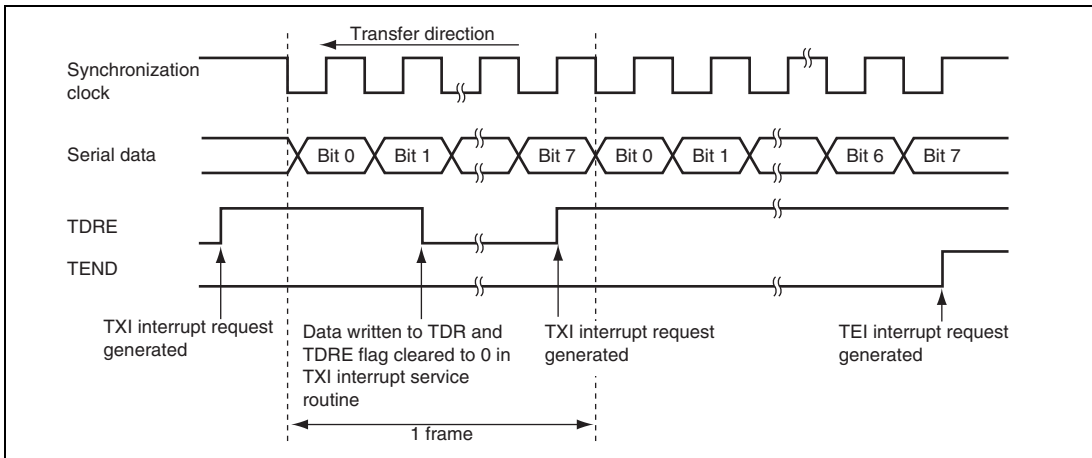 Transfer direction
Synchronization
clock
Serial data
Bit 0
Bit 1
Bit 7
Bit 0
Bit 1
Bit 6
Bit 7
TDRE
TEND
TXI interrupt request
generated
Data written to TDR and
TDRE flag cleared to 0 in
TXI interrupt service
routine
TXI interrupt request
generated
TEI interrupt request
generated
1 frame